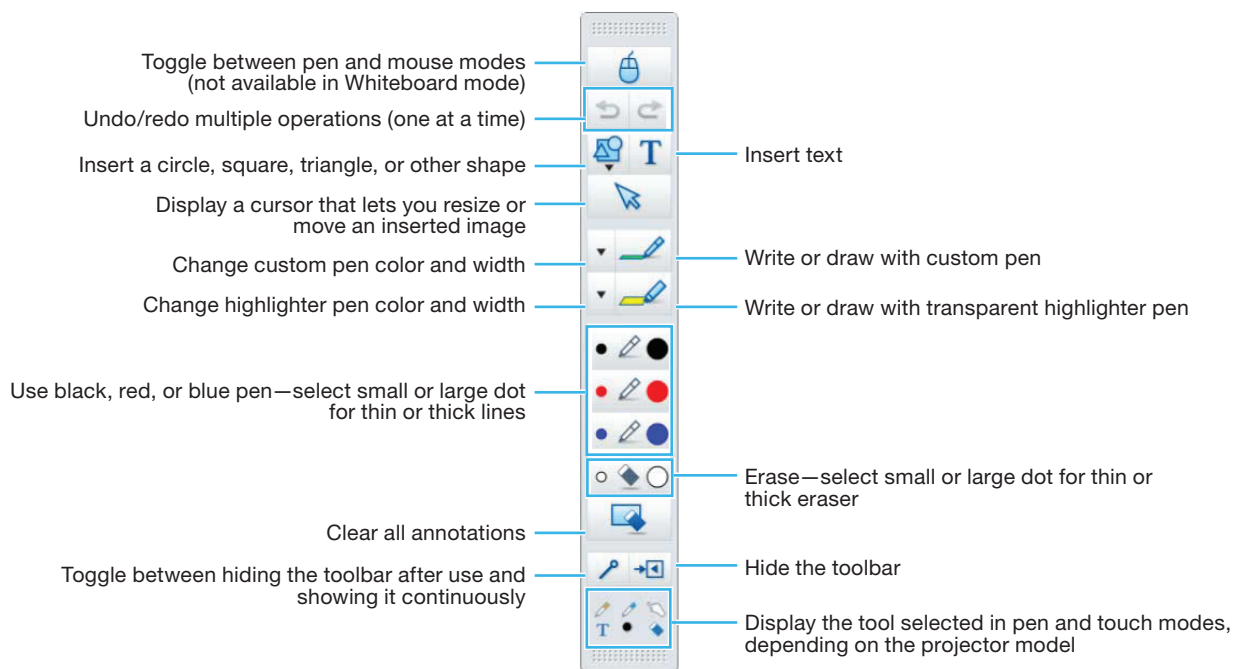 Toggle between pen and mouse modes
(not available in Whiteboard mode)
Undo/redo multiple operations (one at a time)
Insert a circle, square, triangle, or other shape
T
Insert text
Display a cursor that lets you resize or
move an inserted image
Change custom pen color and width
Write or draw with custom pen
Change highlighter pen color and width
Write or draw with transparent highlighter pen
Use black, red, or blue pen—select small or large dot
for thin or thick lines
Erase—select small or large dot for thin or
thick eraser
Clear all annotations
Toggle between hiding the toolbar after use and
showing it continuously
Hide the toolbar
T
Display the tool selected in pen and touch modes,
depending on the projector model